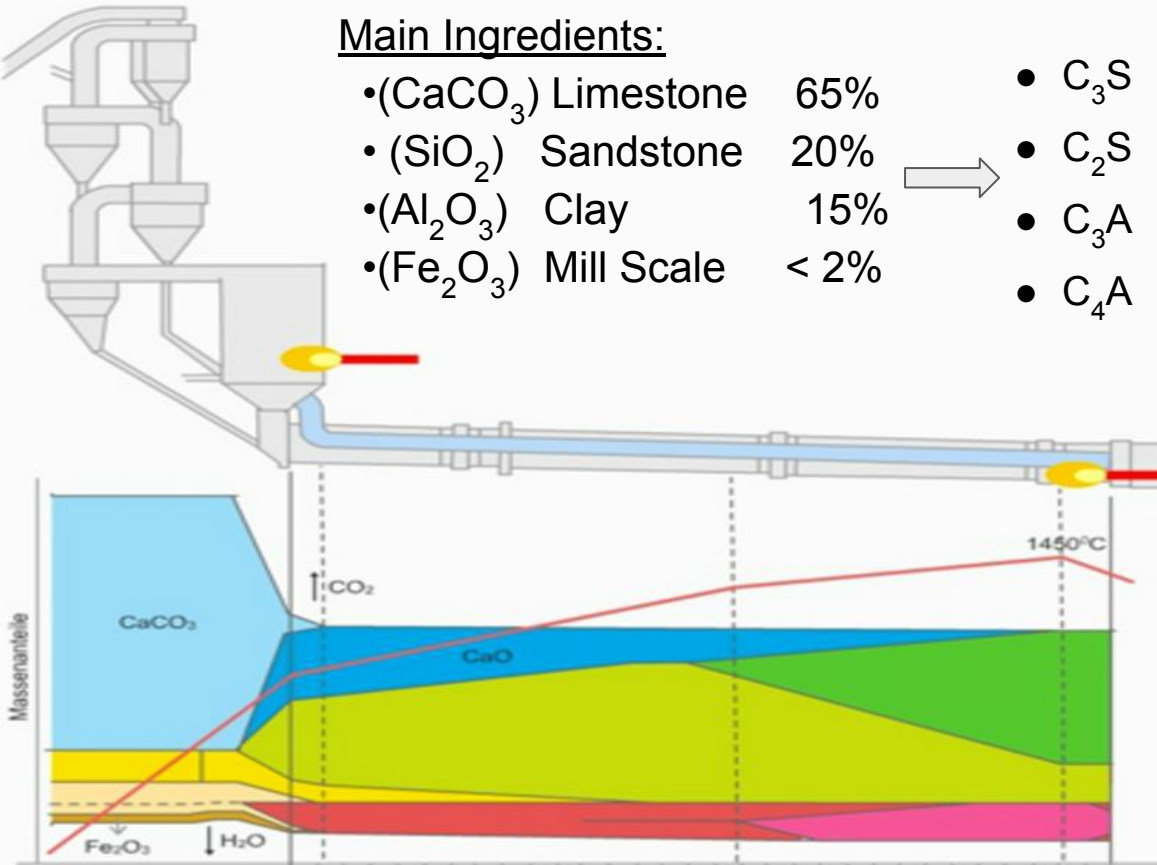 Main Ingredients:
•(CaCO₃) Limestone 65%
• (SiO₂) Sandstone 20%
•(Al₂O₃) Clay 15%
•(Fe₂O₃) Mill Scale < 2%
● C₃S
● C₂S
● C₃A
● C₄A
1450°C
CO₂
CaCO₃
CaO
Massenanteile
Fe₂O₃
H₂O